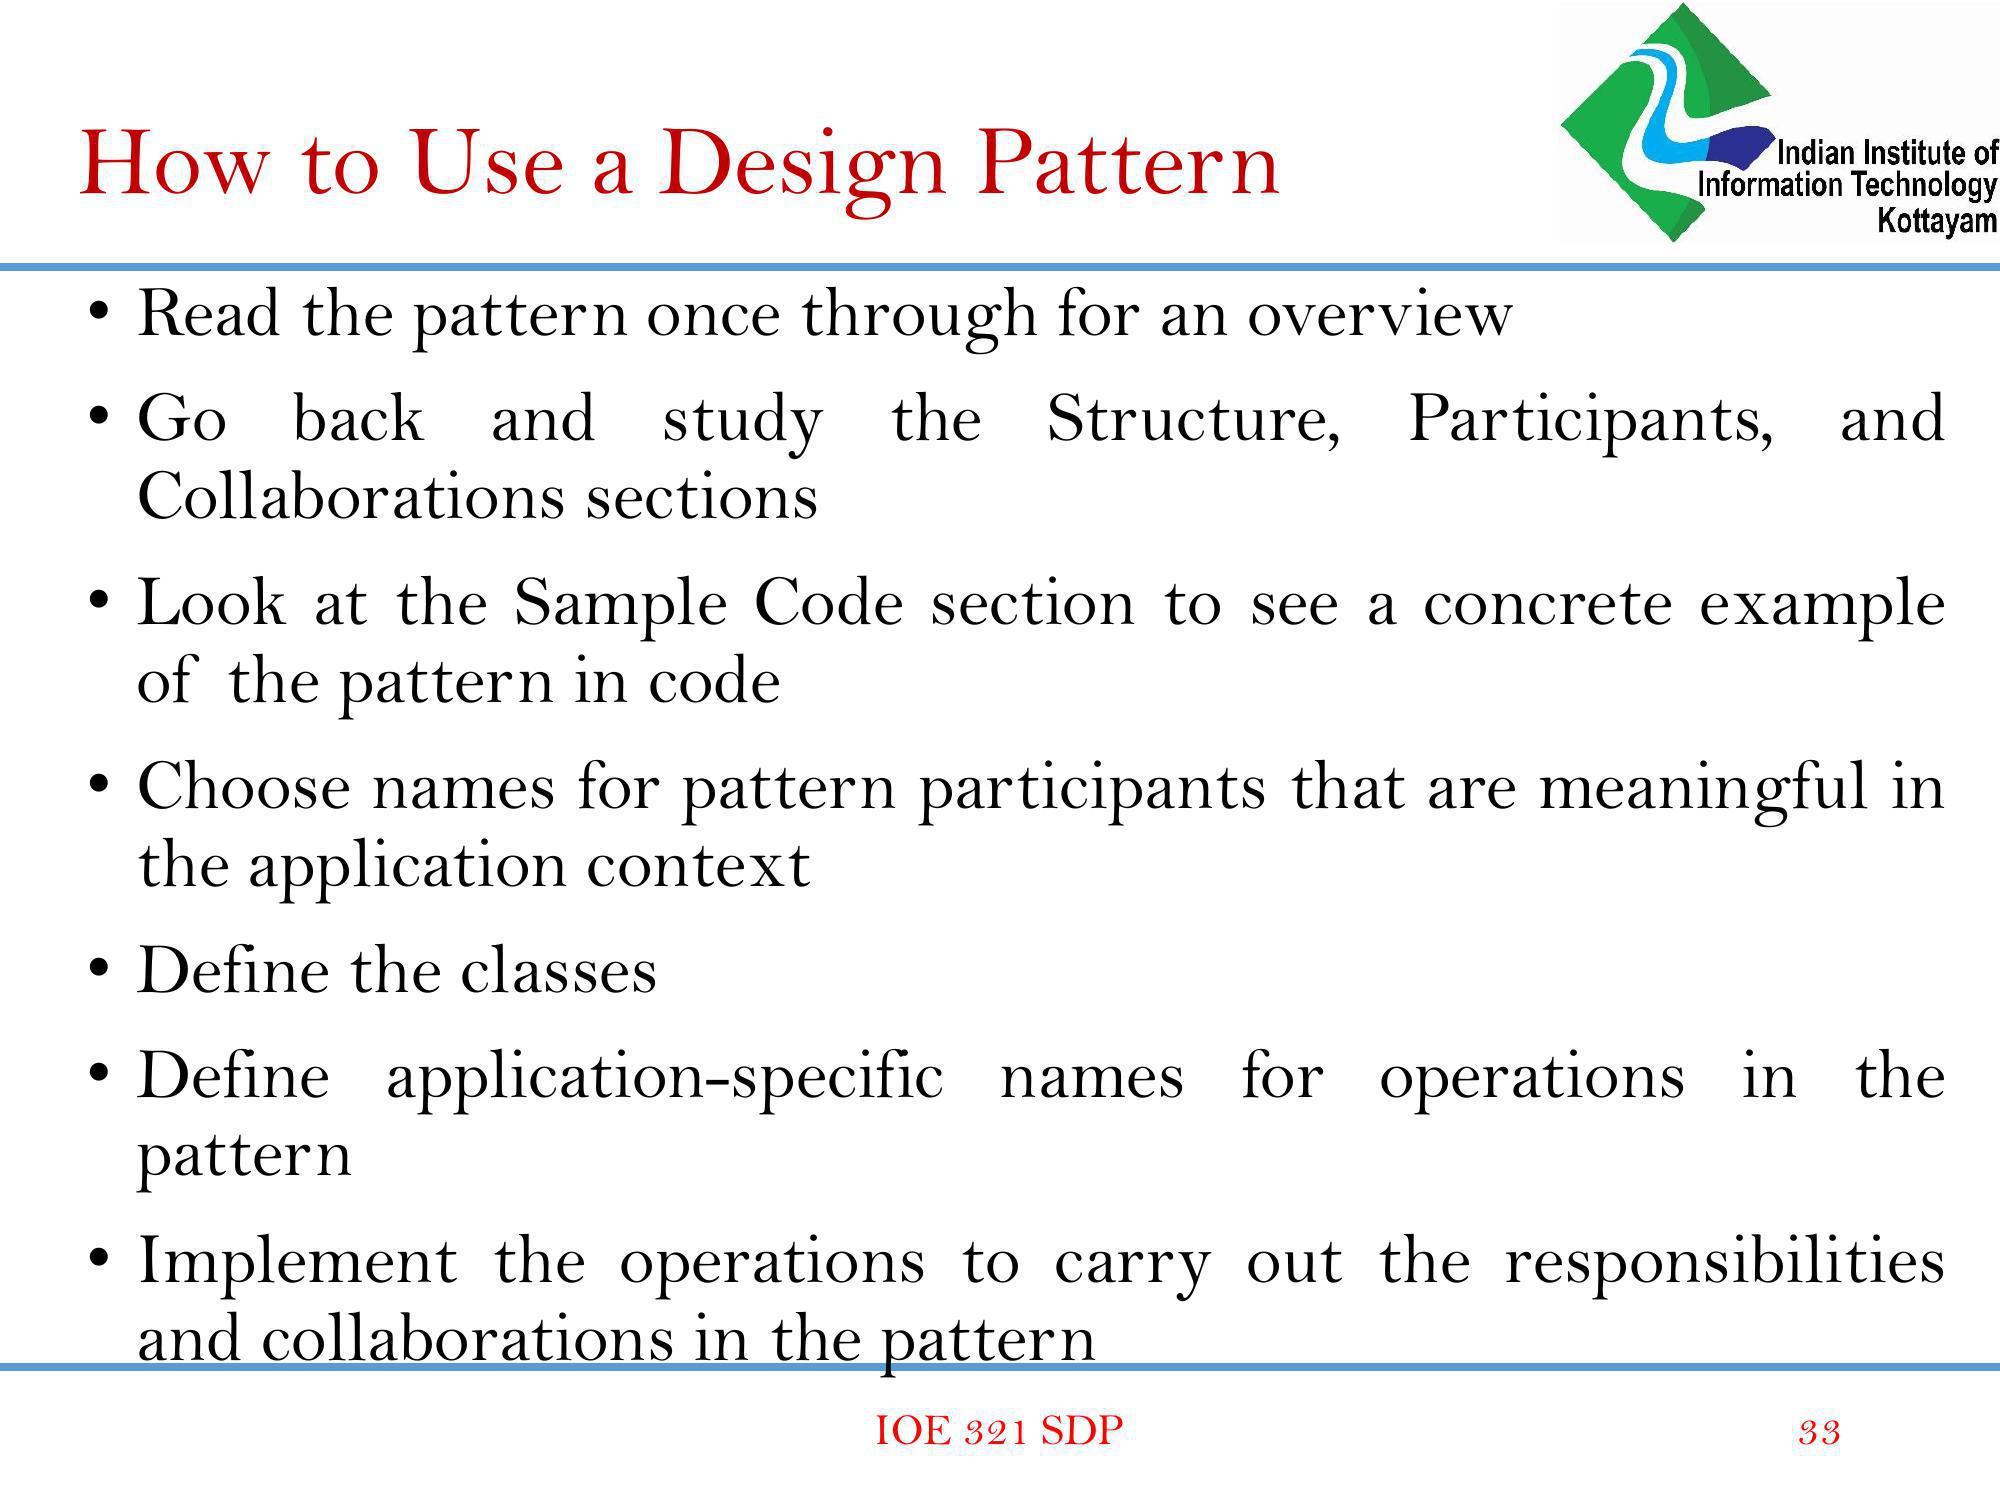 How to Use a Design Pattern
Indian Institute of
Information Technology
Kottayam
• Read the pattern once through for an overview
• Go back and study the Structure, Participants, and
Collaborations sections
• Look at the Sample Code section to see a concrete example
of the pattern in code
• Choose names for pattern participants that are meaningful in
the application context
• Define the classes
• Define application-specific names for operations in the
pattern
• Implement the operations to carry out the responsibilities
and collaborations in the pattern
IOE 321 SDP
33